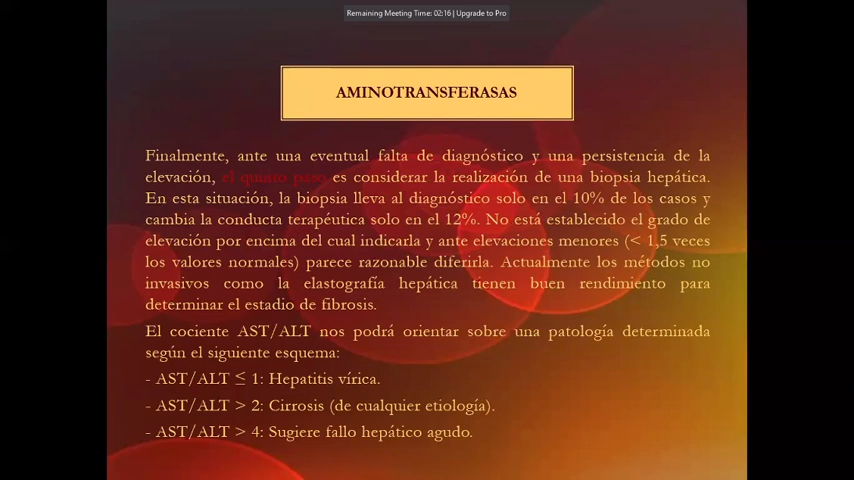 Remaining Meeting Time: 02:16 | Upgrade to Pro
AMINOTRANSFERASAS
Finalmente, ante una eventual falta de diagnóstico y una persistencia de la
elevación, el quinto paso es considerar la realización de una biopsia hepática.
En esta situación, la biopsia lleva al diagnóstico solo en el 10% de los casos y
cambia la conducta terapéutica solo en el 12%. No está establecido el grado de
elevación por encima del cual indicarla y ante elevaciones menores (< 1,5 veces
los valores normales) parece razonable diferirla. Actualmente los métodos no
invasivos como la elastografía hepática tienen buen rendimiento para
determinar el estadio de fibrosis.
El cociente AST/ALT nos podrá orientar sobre una patología determinada
según el siguiente esquema:
- AST/ALT ≤ 1: Hepatitis vírica.
- AST/ALT > 2: Cirrosis (de cualquier etiología).
- AST/ALT > 4: Sugiere fallo hepático agudo.